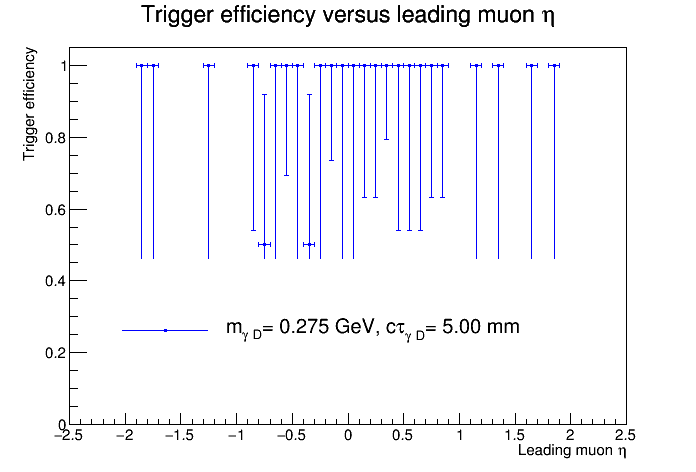 Trigger efficiency versus leading muon η
Trigger efficiency
1
0.8
0.6
0.4
0.2
0
m_γ D= 0.275 GeV, cτ_γ D= 5.00 mm
−2.5 −2 −1.5 −1 −0.5 0 0.5 1 1.5 2 2.5
Leading muon η